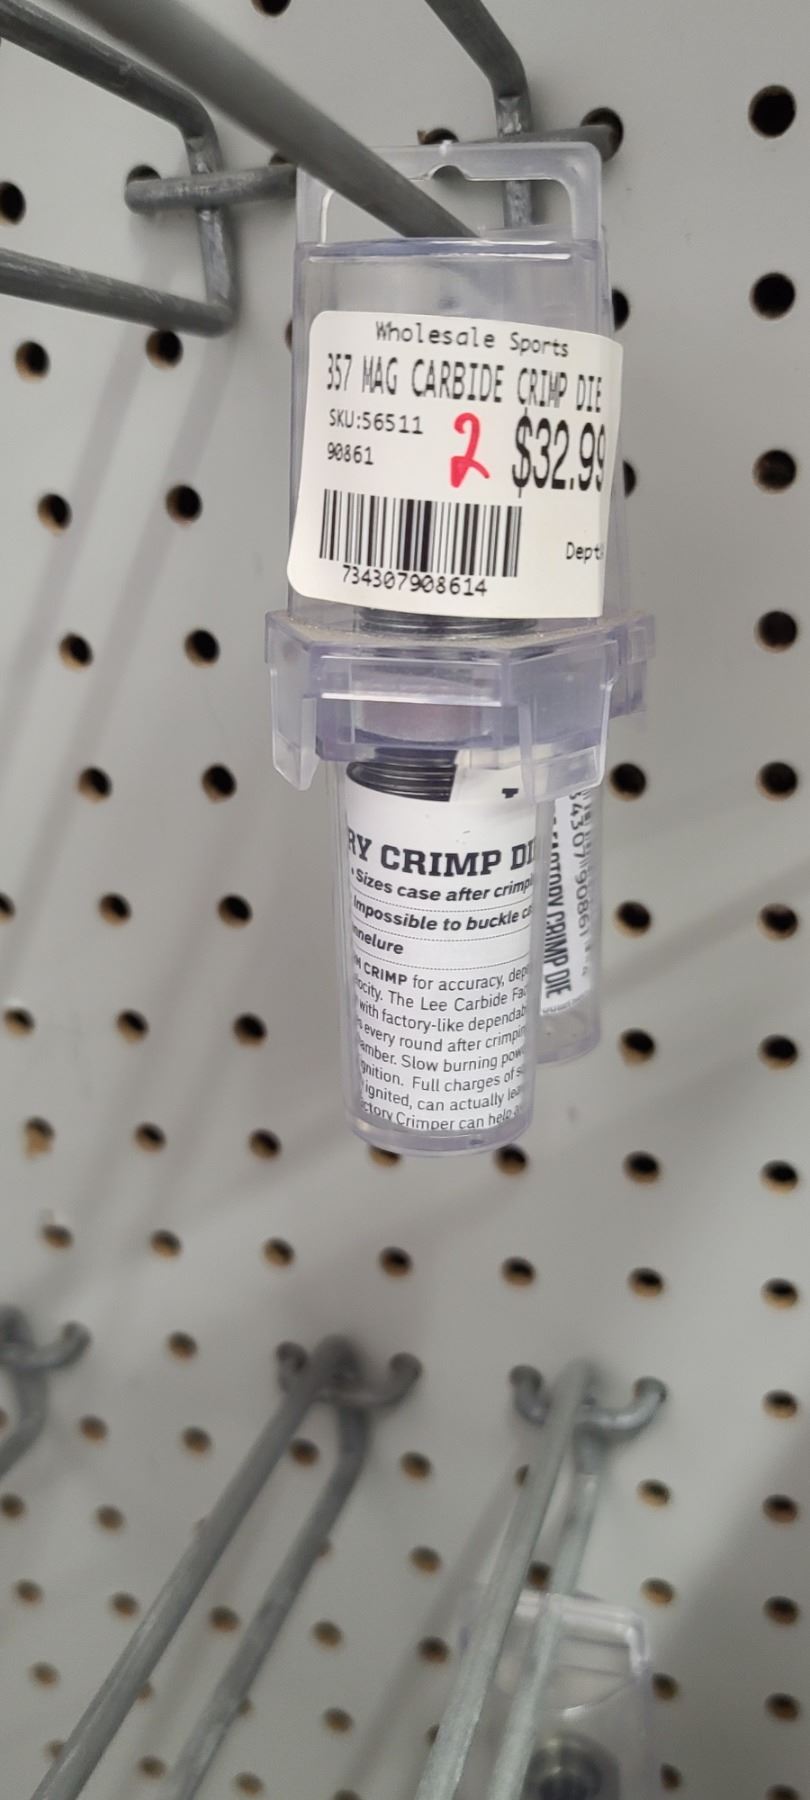 Wholesale Sports
357 MAG CARBIDE CRIMP DIE
SKU:56511
2
$32.99
90861
Dept
734307908614
RY CRIMP DI
• Sizes case after crimpi
Impossible to buckle ca
nnelure
M CRIMP for accuracy, dep
locity. The Lee Carbide Fac
with factory-like dependab
s every round after crimpin
amber. Slow burning pow
gnition. Full charges of s
ignited, can actually lea
ctory Crimper can help
FACTORY CRIMP DIE